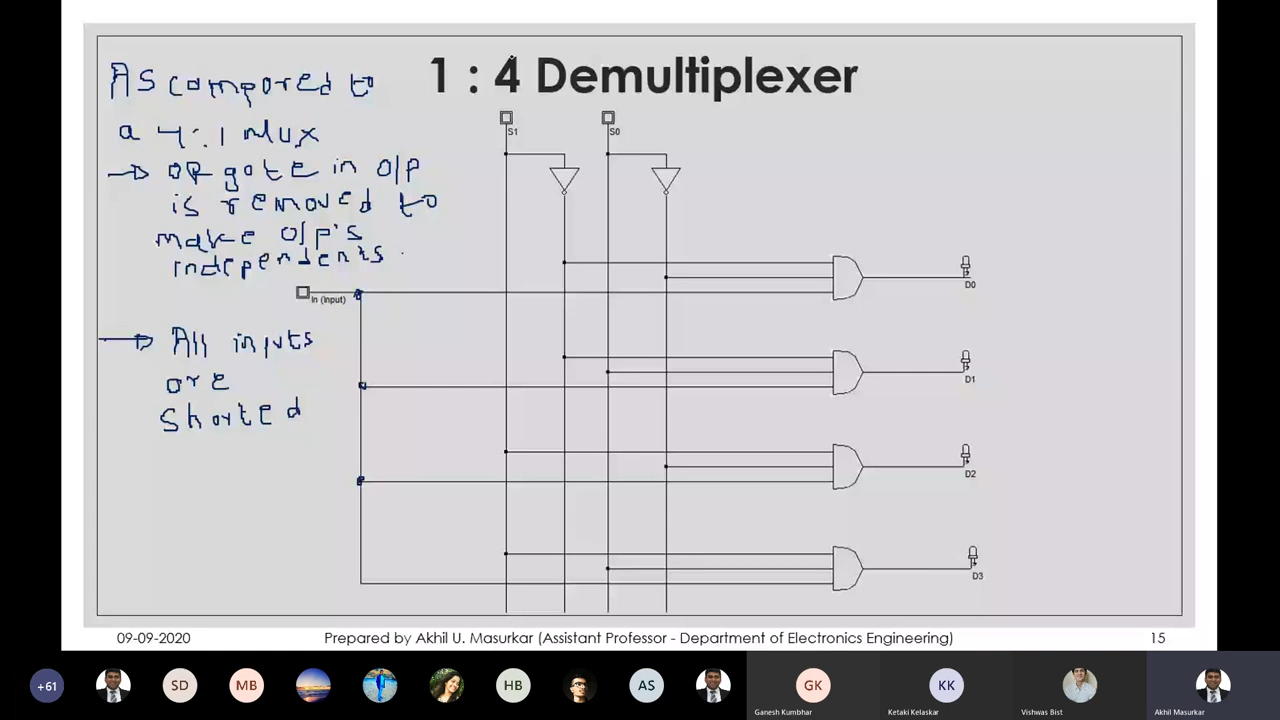 1 : 4 Demultiplexer
As compored to
a 4:1 mux
→ OR gate in O/P
is removed to
make O/P's
independents.
S1
S0
In (Input)
→ All inputs
ore
Shorted
D0
D1
D2
D3
09-09-2020
Prepared by Akhil U. Masurkar (Assistant Professor - Department of Electronics Engineering)
15
+61
SD
MB
HB
AS
GK
KK
Ganesh Kumbhar
Ketaki Kelaskar
Vishwas Bist
Akhil Masurkar